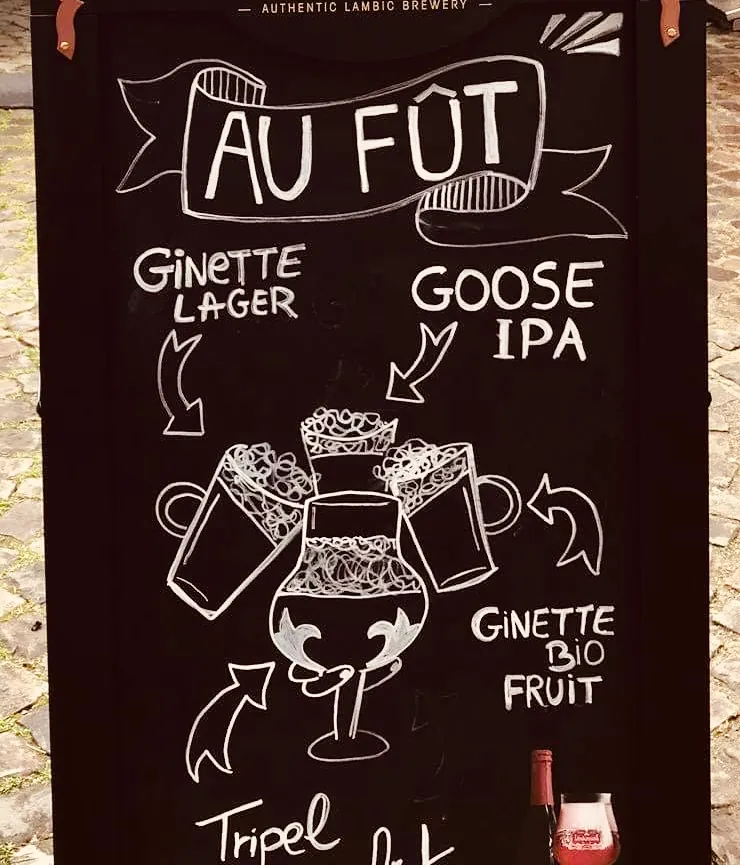 — AUTHENTIC LAMBIC BREWERY —
AU FÛT
GiNeTTE
LAGER
GOOSE
IPA
GiNETTE
BiO
FRUiT
Tripel